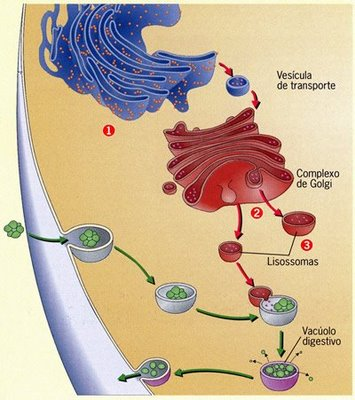 Vesícula
de transporte
1
Complexo
de Golgi
2
3
Lisossomas
Vacúolo
digestivo